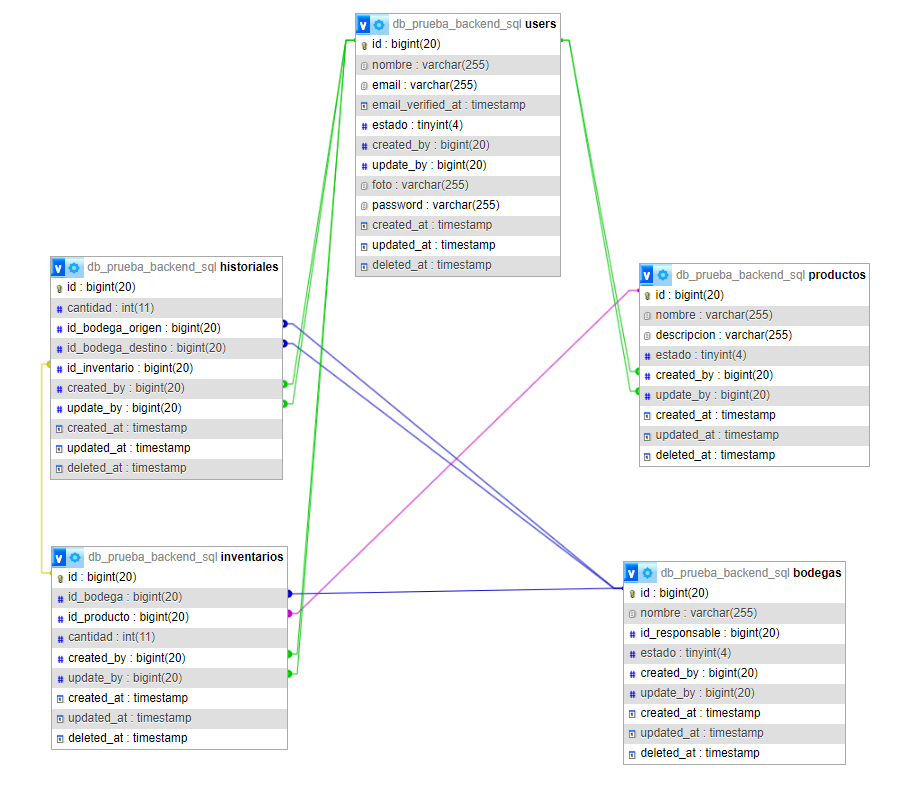 db_prueba_backend_sql users
id : bigint(20)
nombre : varchar(255)
email : varchar(255)
email_verified_at : timestamp
estado : tinyint(4)
created_by : bigint(20)
update_by : bigint(20)
foto : varchar(255)
password : varchar(255)
created_at : timestamp
updated_at : timestamp
deleted_at : timestamp
db_prueba_backend_sql historiales
id : bigint(20)
cantidad : int(11)
id_bodega_origen : bigint(20)
id_bodega_destino : bigint(20)
id_inventario : bigint(20)
created_by : bigint(20)
update_by : bigint(20)
created_at : timestamp
updated_at : timestamp
deleted_at : timestamp
db_prueba_backend_sql productos
id : bigint(20)
nombre : varchar(255)
descripcion : varchar(255)
estado : tinyint(4)
created_by : bigint(20)
update_by : bigint(20)
created_at : timestamp
updated_at : timestamp
deleted_at : timestamp
db_prueba_backend_sql inventarios
id : bigint(20)
id_bodega : bigint(20)
id_producto : bigint(20)
cantidad : int(11)
created_by : bigint(20)
update_by : bigint(20)
created_at : timestamp
updated_at : timestamp
deleted_at : timestamp
db_prueba_backend_sql bodegas
id : bigint(20)
nombre : varchar(255)
id_responsable : bigint(20)
estado : tinyint(4)
created_by : bigint(20)
update_by : bigint(20)
created_at : timestamp
updated_at : timestamp
deleted_at : timestamp